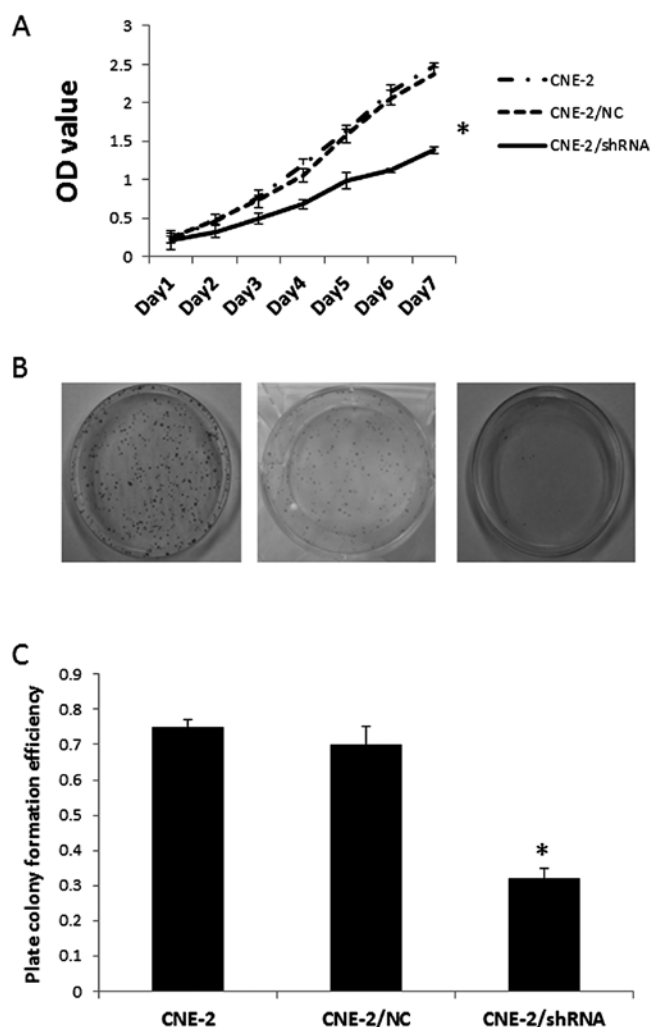 A
OD value
3
2.5
2
1.5
1
0.5
0
Day1
Day2
Day3
Day4
Day5
Day6
Day7
CNE-2
CNE-2/NC
CNE-2/shRNA
*
B
C
Plate colony formation efficiency
0.9
0.8
0.7
0.6
0.5
0.4
0.3
0.2
0.1
0
*
CNE-2
CNE-2/NC
CNE-2/shRNA